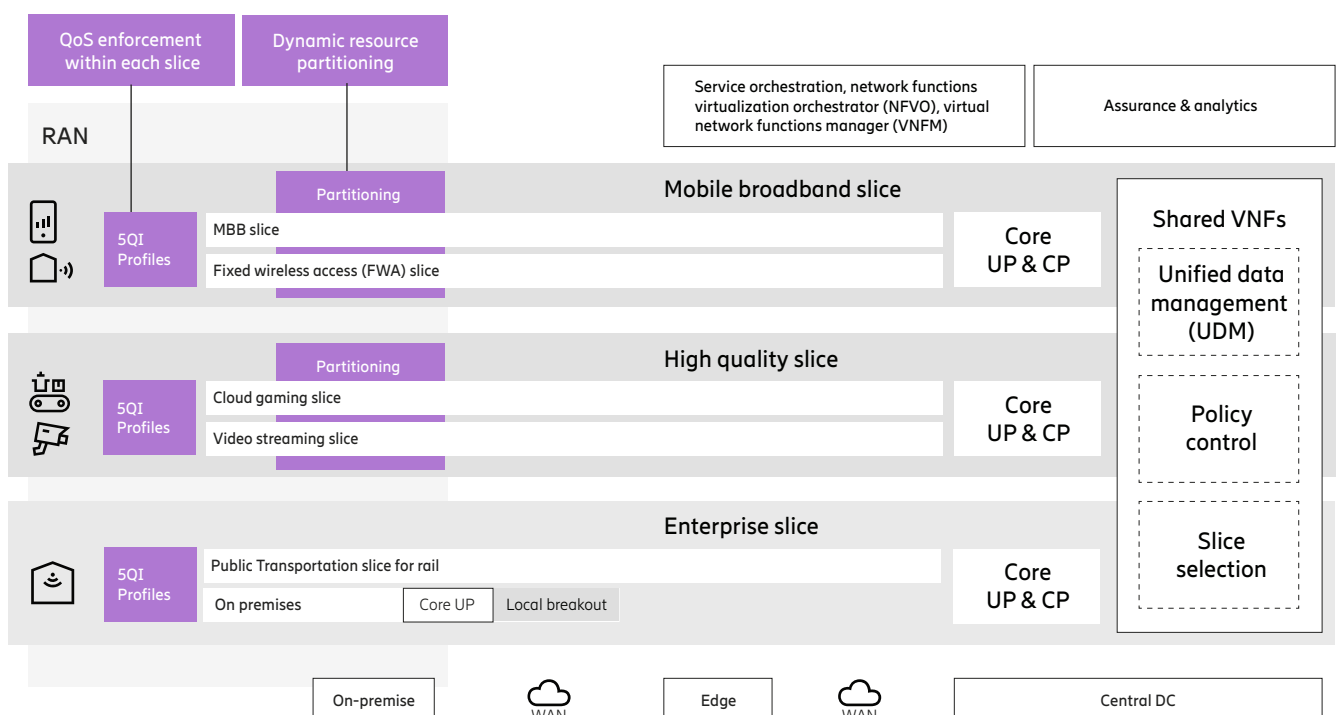 QoS enforcement
within each slice
Dynamic resource
partitioning
Service orchestration, network functions
virtualization orchestrator (NFVO), virtual
network functions manager (VNFM)
Assurance & analytics
RAN
Partitioning
Mobile broadband slice
5QI
Profiles
MBB slice
Fixed wireless access (FWA) slice
Core
UP & CP
Shared VNFs
Unified data
management
(UDM)
Partitioning
High quality slice
5QI
Profiles
Cloud gaming slice
Video streaming slice
Core
UP & CP
Policy
control
Enterprise slice
5QI
Profiles
Public Transportation slice for rail
On premises
Core UP
Local breakout
Core
UP & CP
Slice
selection
On-premise
WAN
Edge
WAN
Central DC